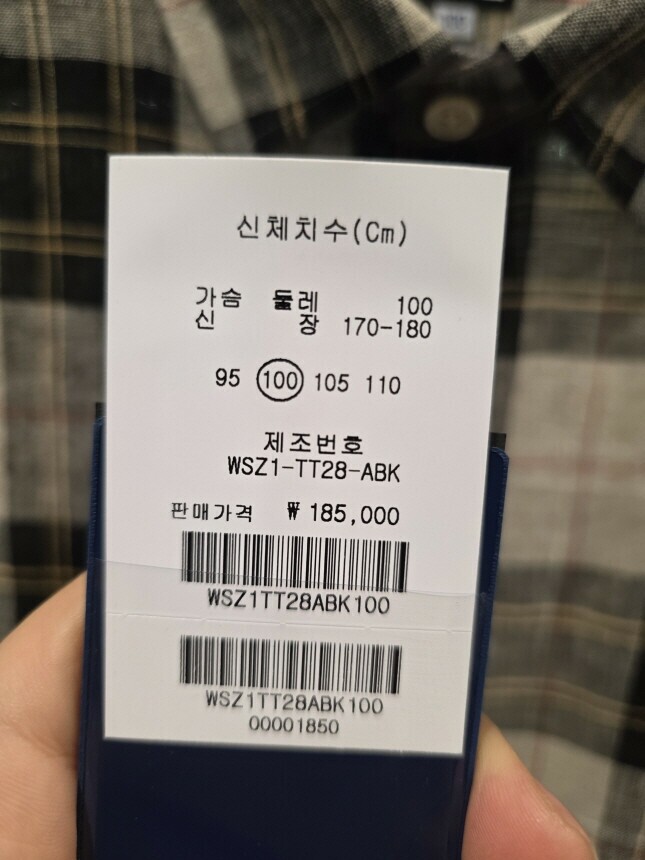 신체치수(Cm)
가슴 둘레 100
신 장 170-180
95 100 105 110
제조번호
WSZ1-TT28-ABK
판매가격 ₩ 185,000
WSZ1TT28ABK100
WSZ1TT28ABK100
00001850